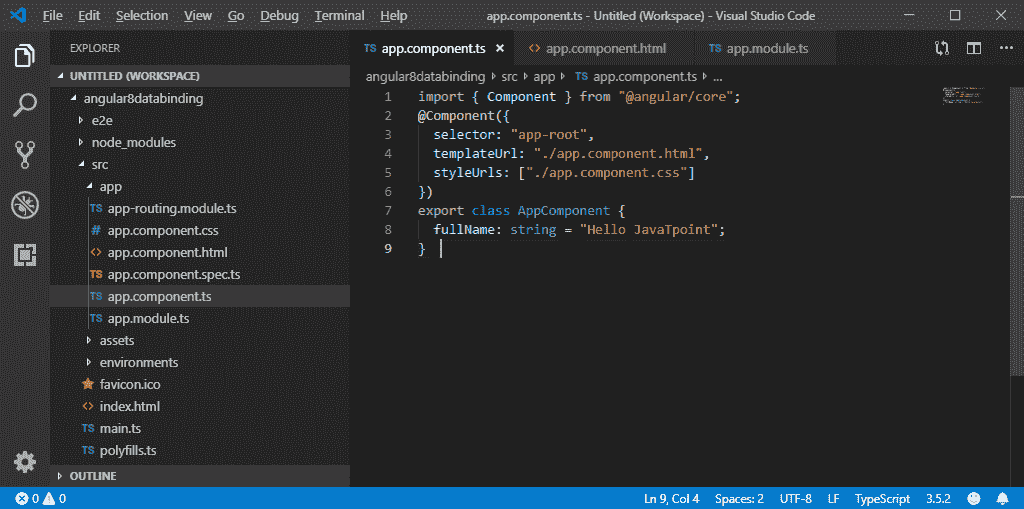 File Edit Selection View Go Debug Terminal Help app.component.ts - Untitled (Workspace) - Visual Studio Code
EXPLORER
UNTITLED (WORKSPACE)
angular8databinding
e2e
node_modules
src
app
TS app-routing.module.ts
# app.component.css
<> app.component.html
TS app.component.spec.ts
TS app.component.ts
TS app.module.ts
assets
environments
favicon.ico
<> index.html
TS main.ts
TS polyfills.ts
OUTLINE
TS app.component.ts × <> app.component.html TS app.module.ts ...
angular8databinding › src › app › TS app.component.ts › ...
1 import { Component } from "@angular/core";
2 @Component({
3   selector: "app-root",
4   templateUrl: "./app.component.html",
5   styleUrls: ["./app.component.css"]
6 })
7 export class AppComponent {
8   fullName: string = "Hello JavaTpoint";
9 }
0 0 Ln 9, Col 4 Spaces: 2 UTF-8 LF TypeScript 3.5.2